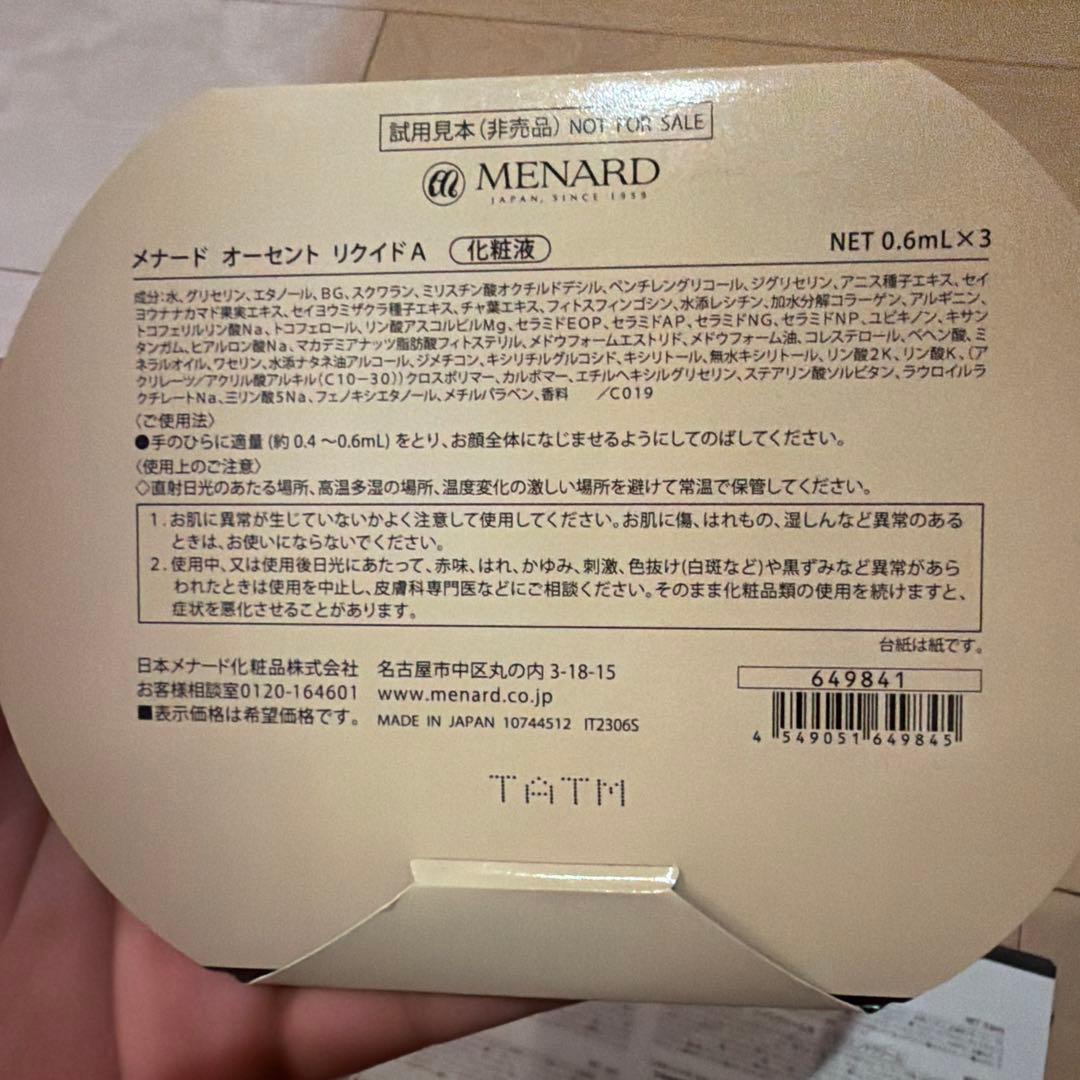 試用見本(非売品) NOT FOR SALE
MENARD
JAPAN, SINCE 1959
メナード オーセント リクイドA 化粧液 NET 0.6mL×3
成分:水、グリセリン、エタノール、BG、スクワラン、ミリスチン酸オクチルドデシル、ペンチレングリコール、ジグリセリン、アニス種子エキス、セイ
ヨウナナカマド果実エキス、セイヨウミザクラ種子エキス、チャ葉エキス、フィトスフィンゴシン、水添レシチン、加水分解コラーゲン、アルギニン、
トコフェリルリン酸Na、トコフェロール、リン酸アスコルビルMg、セラミドEOP、セラミドAP、セラミドNG、セラミドNP、ユビキノン、キサン
タンガム、ヒアルロン酸Na、マカデミアナッツ脂肪酸フィトステリル、メドウフォームエストリド、メドウフォーム油、コレステロール、ベヘン酸、ミ
ネラルオイル、ワセリン、水添ナタネ油アルコール、ジメチコン、キシリチルグルコシド、キシリトール、無水キシリトール、リン酸2K、リン酸K、(ア
クリレーツ/アクリル酸アルキル(C10-30))クロスポリマー、カルボマー、エチルヘキシルグリセリン、ステアリン酸ソルビタン、ラウロイルラ
クチレートNa、三リン酸5Na、フェノキシエタノール、メチルパラベン、香料 /C019
〈ご使用法〉
●手のひらに適量(約0.4~0.6mL)をとり、お顔全体になじませるようにしてのばしてください。
〈使用上のご注意〉
◇直射日光のあたる場所、高温多湿の場所、温度変化の激しい場所を避けて常温で保管してください。
1.お肌に異常が生じていないかよく注意して使用してください。お肌に傷、はれもの、湿しんなど異常のある
ときは、お使いにならないでください。
2.使用中、又は使用後日光にあたって、赤味、はれ、かゆみ、刺激、色抜け(白斑など)や黒ずみなど異常があら
われたときは使用を中止し、皮膚科専門医などにご相談ください。そのまま化粧品類の使用を続けますと、
症状を悪化させることがあります。
台紙は紙です。
日本メナード化粧品株式会社 名古屋市中区丸の内3-18-15
お客様相談室0120-164601 www.menard.co.jp
■表示価格は希望価格です。 MADE IN JAPAN 10744512 IT2306S
649841
4 549051 649845
TATM